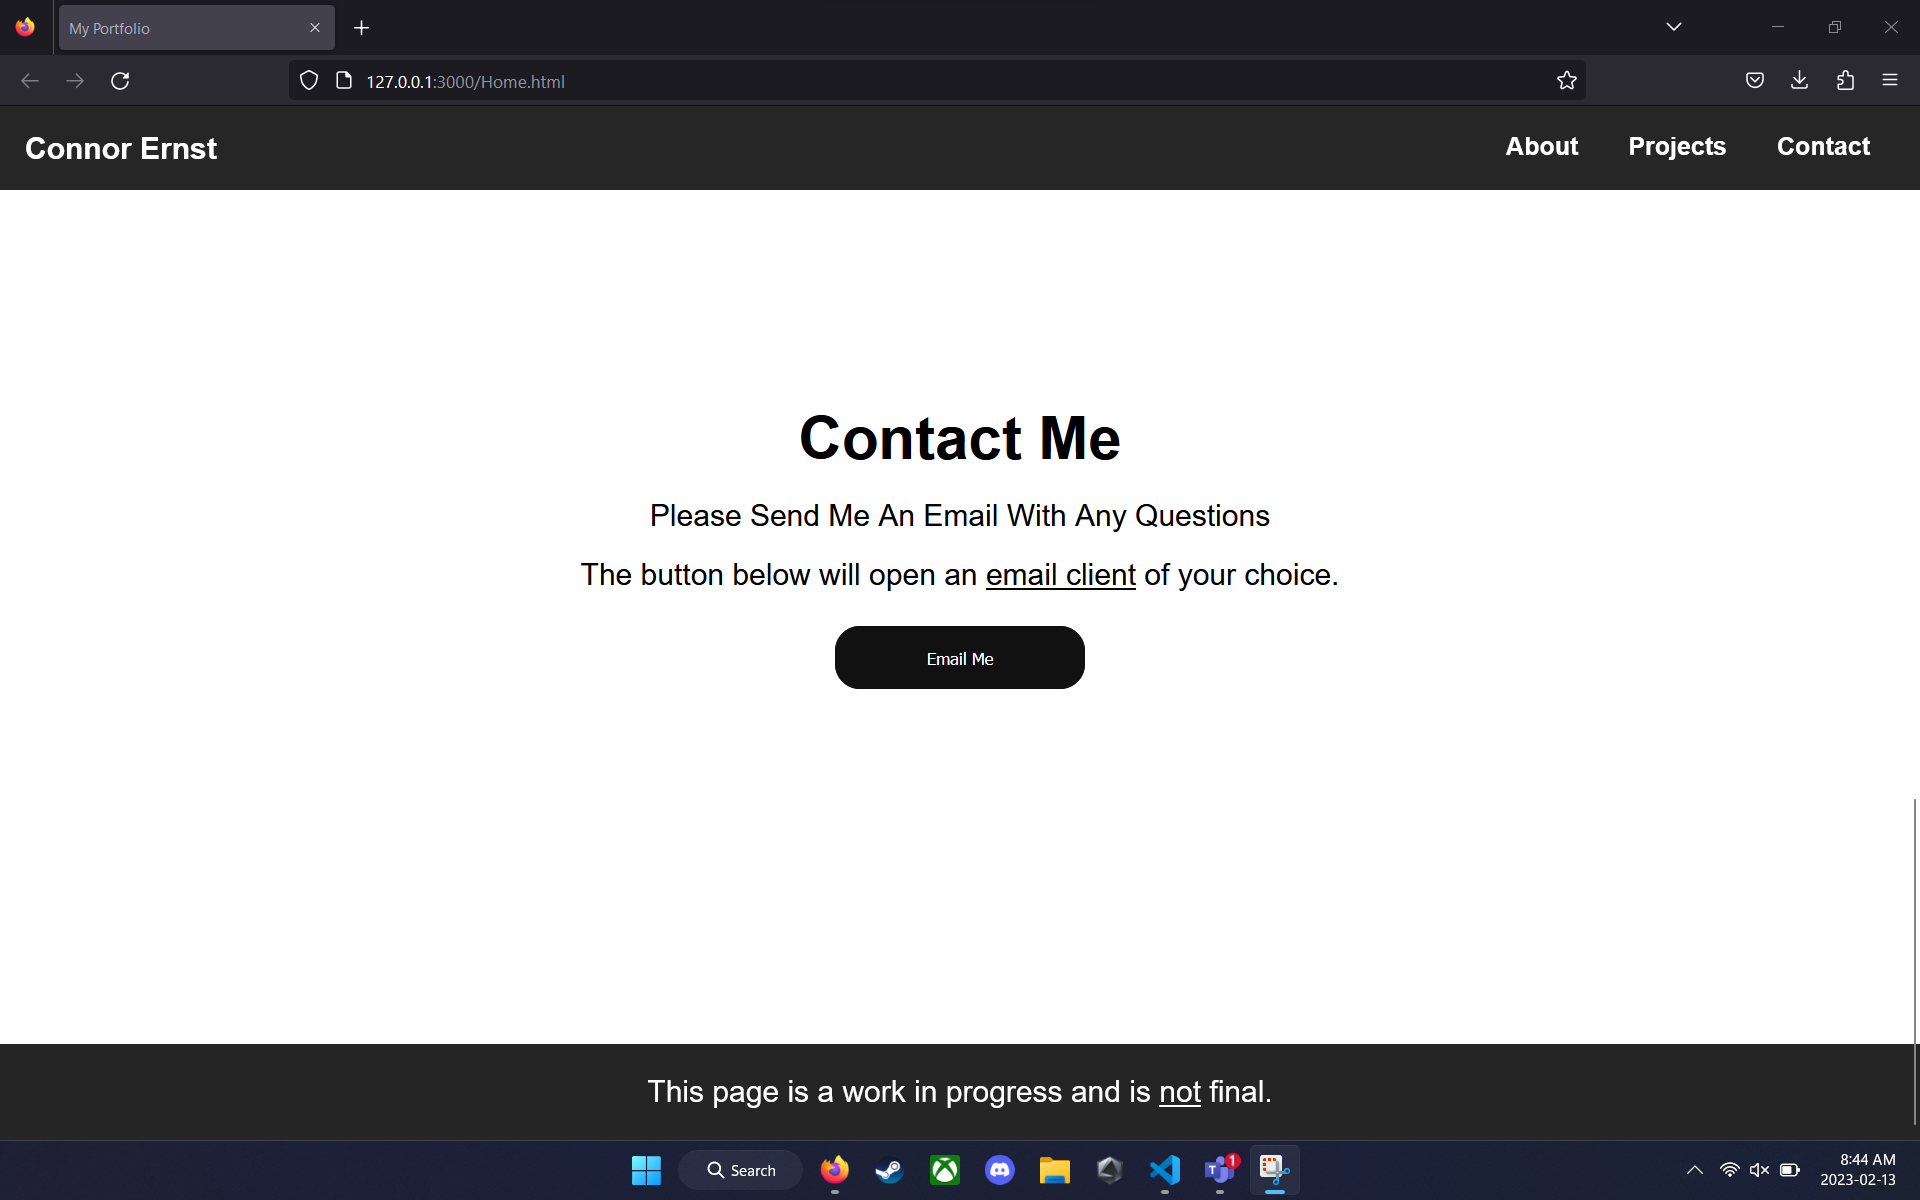 My Portfolio
127.0.0.1:3000/Home.html
Connor Ernst
About Projects Contact
Contact Me
Please Send Me An Email With Any Questions
The button below will open an email client of your choice.
Email Me
This page is a work in progress and is not final.
Search
T
1
8:44 AM
2023-02-13